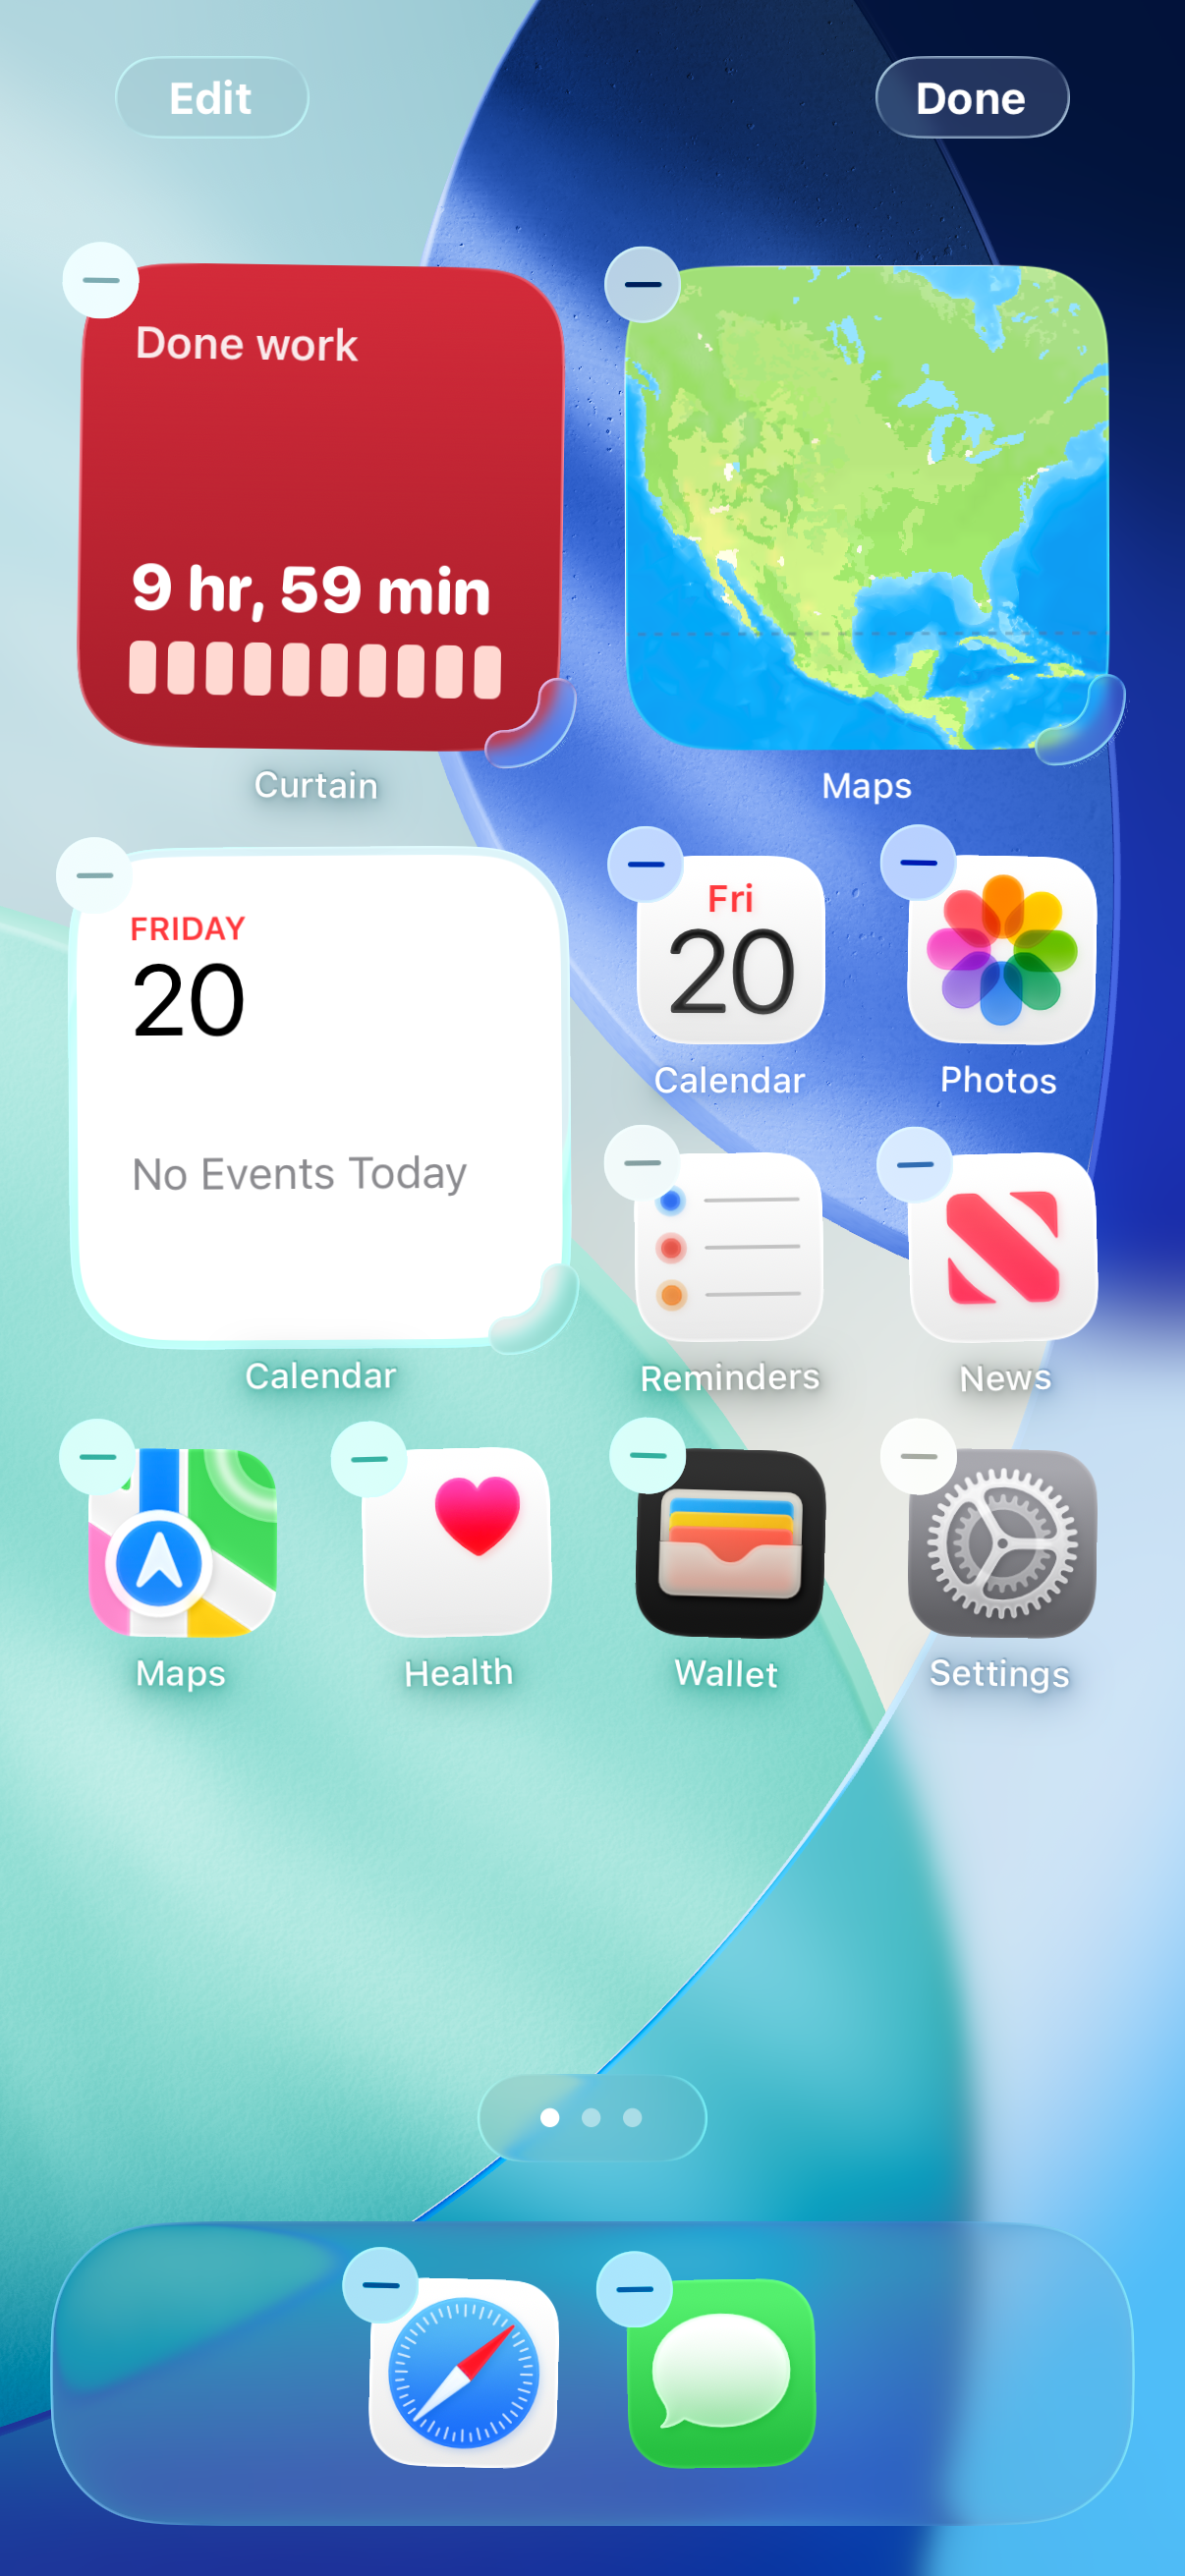 Edit
Done
Done work
9 hr, 59 min
Curtain
Maps
FRIDAY
20
No Events Today
Calendar
Fri
20
Calendar
Photos
Reminders
News
Maps
Health
Wallet
Settings